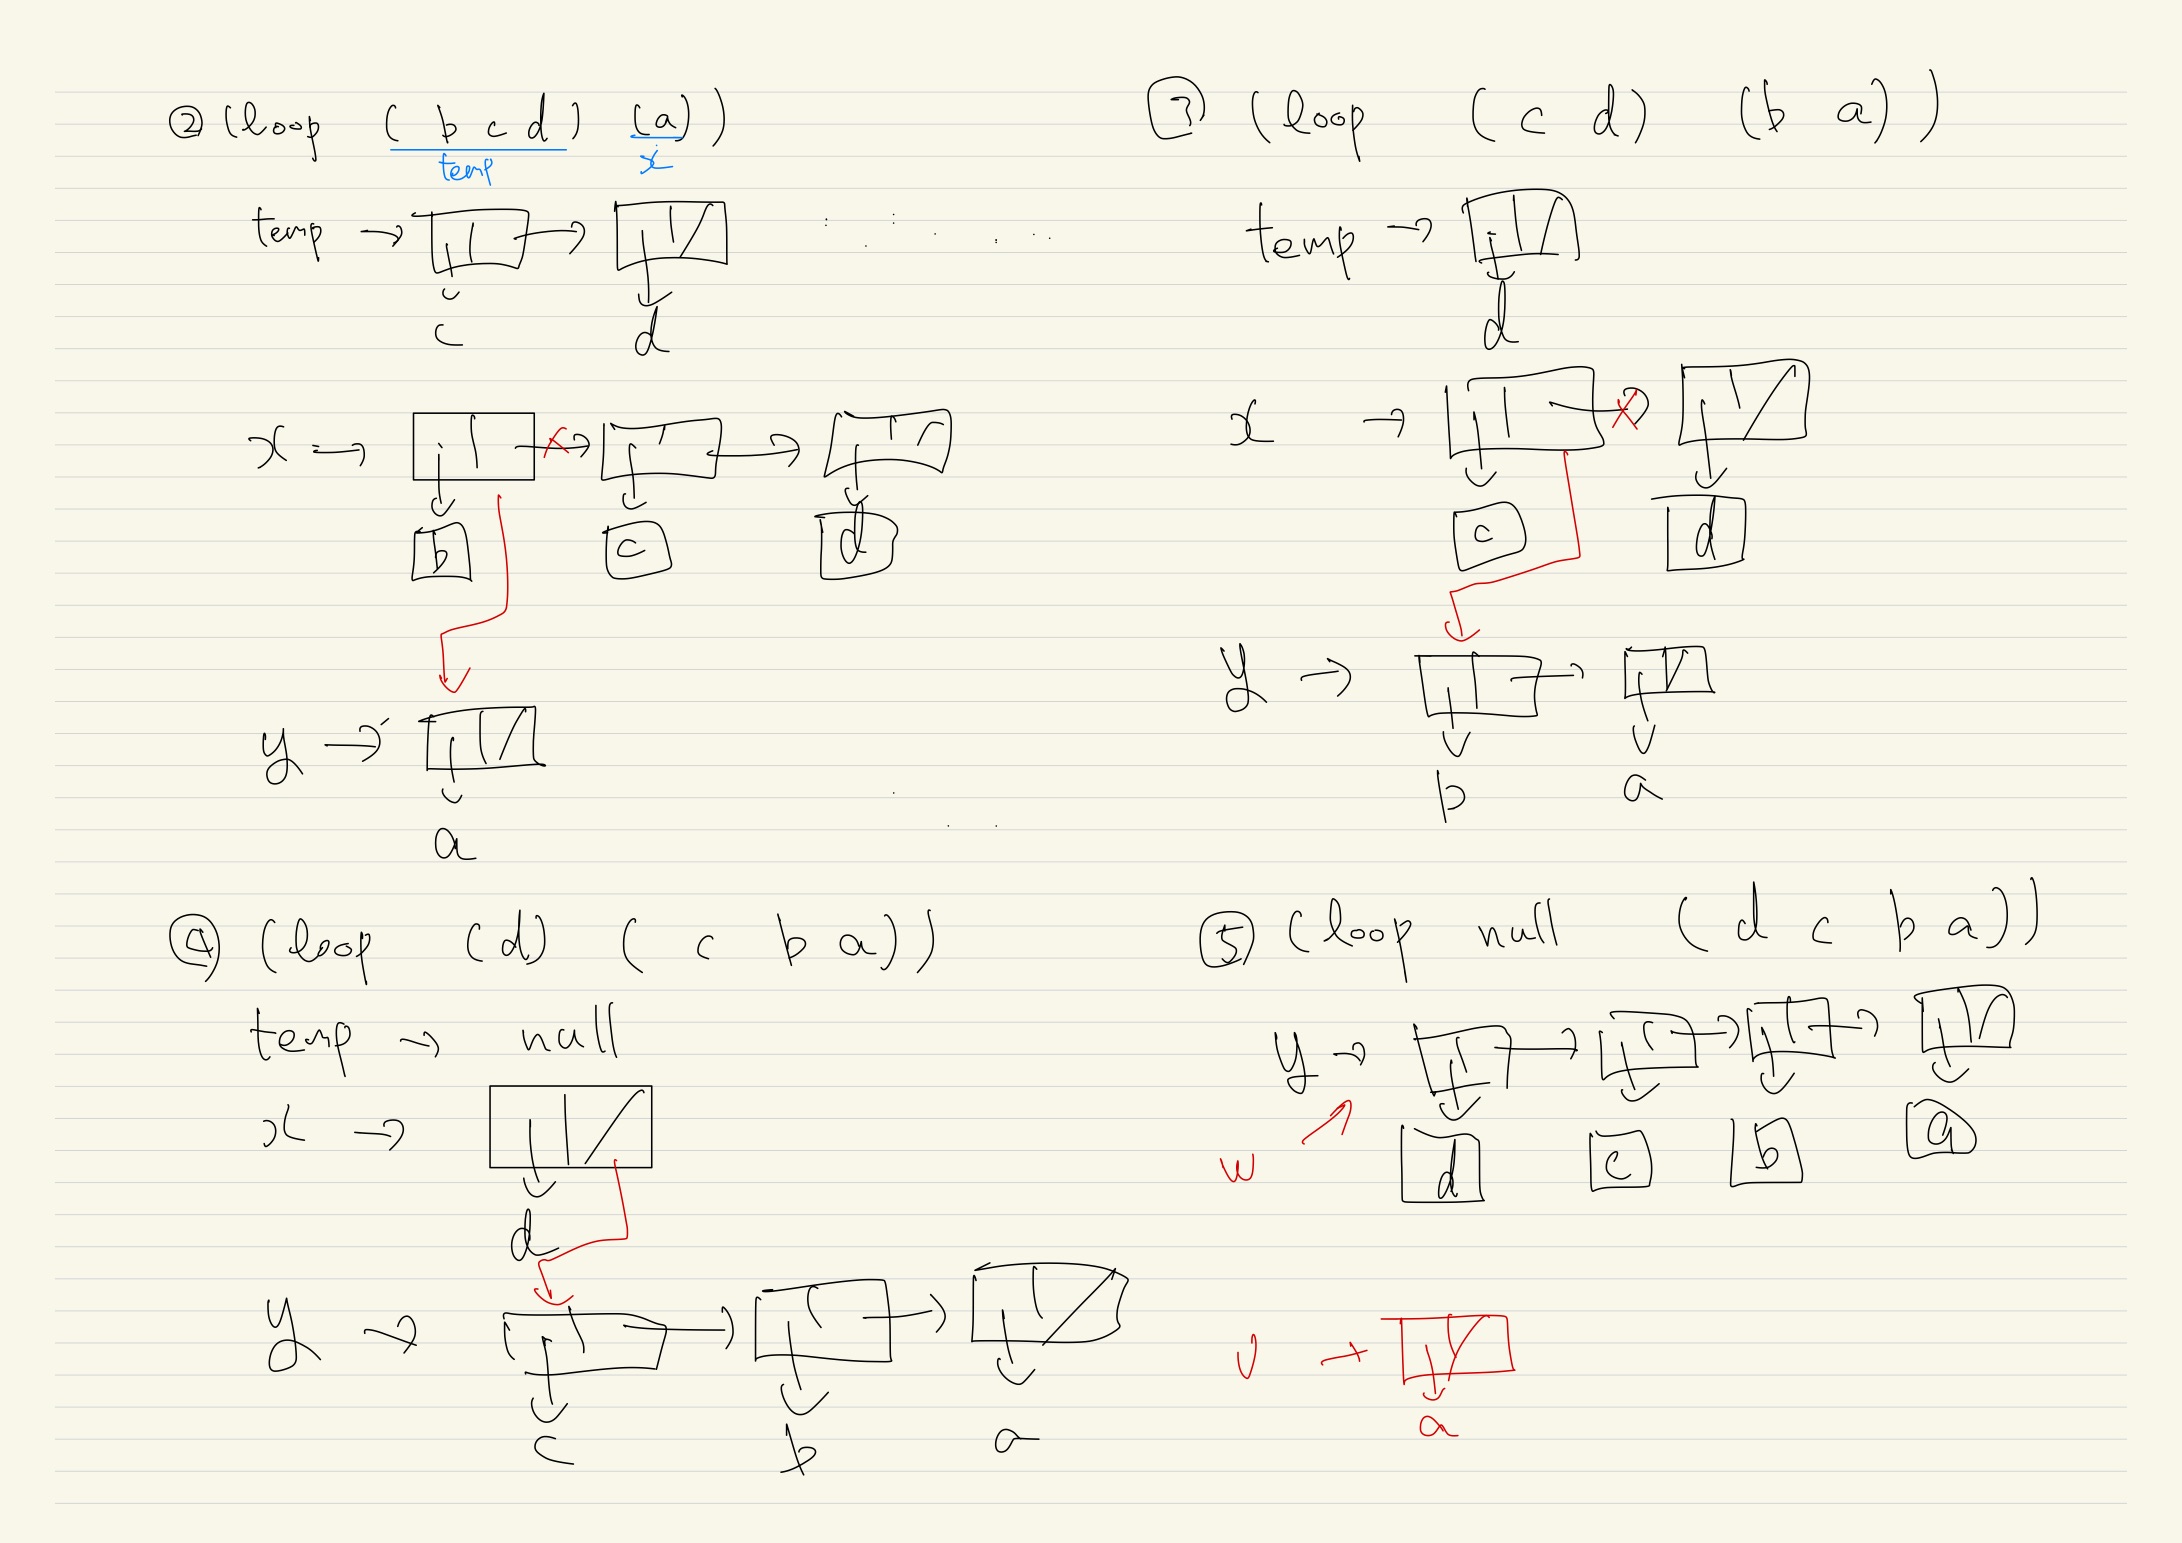 ② (loop (b c d) (a))
temp x
temp → c d
x → b c d
y → a
③ (loop (c d) (b a))
temp → d
x → c d
y → b a
④ (loop (d) (c b a))
temp → null
x → d
y → c b a
⑤ (loop null (d c b a))
y → d c b a
w
v → a